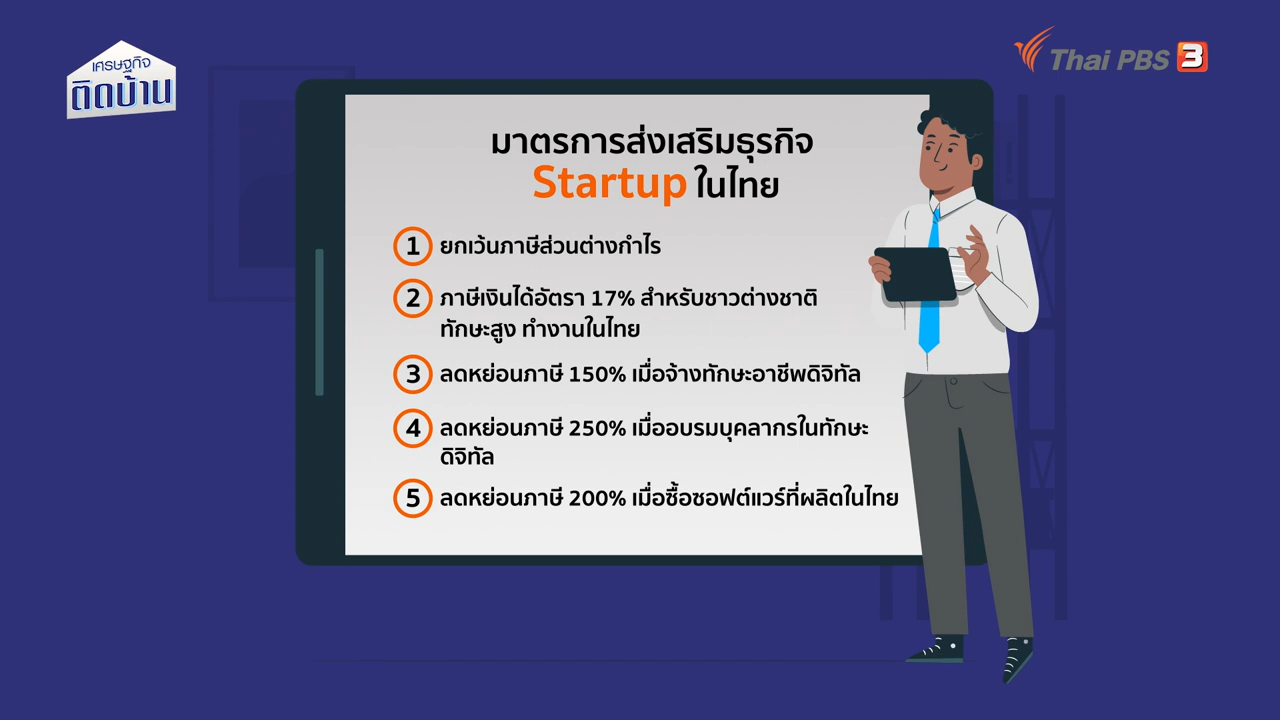 เศรษฐกิจ
ติดบ้าน
Thai PBS 3
มาตรการส่งเสริมธุรกิจ
Startup ในไทย
1 ยกเว้นภาษีส่วนต่างกำไร
2 ภาษีเงินได้อัตรา 17% สำหรับชาวต่างชาติ
ทักษะสูง ทำงานในไทย
3 ลดหย่อนภาษี 150% เมื่อจ้างทักษะอาชีพดิจิทัล
4 ลดหย่อนภาษี 250% เมื่ออบรมบุคลากรในทักษะ
ดิจิทัล
5 ลดหย่อนภาษี 200% เมื่อซื้อซอฟต์แวร์ที่ผลิตในไทย